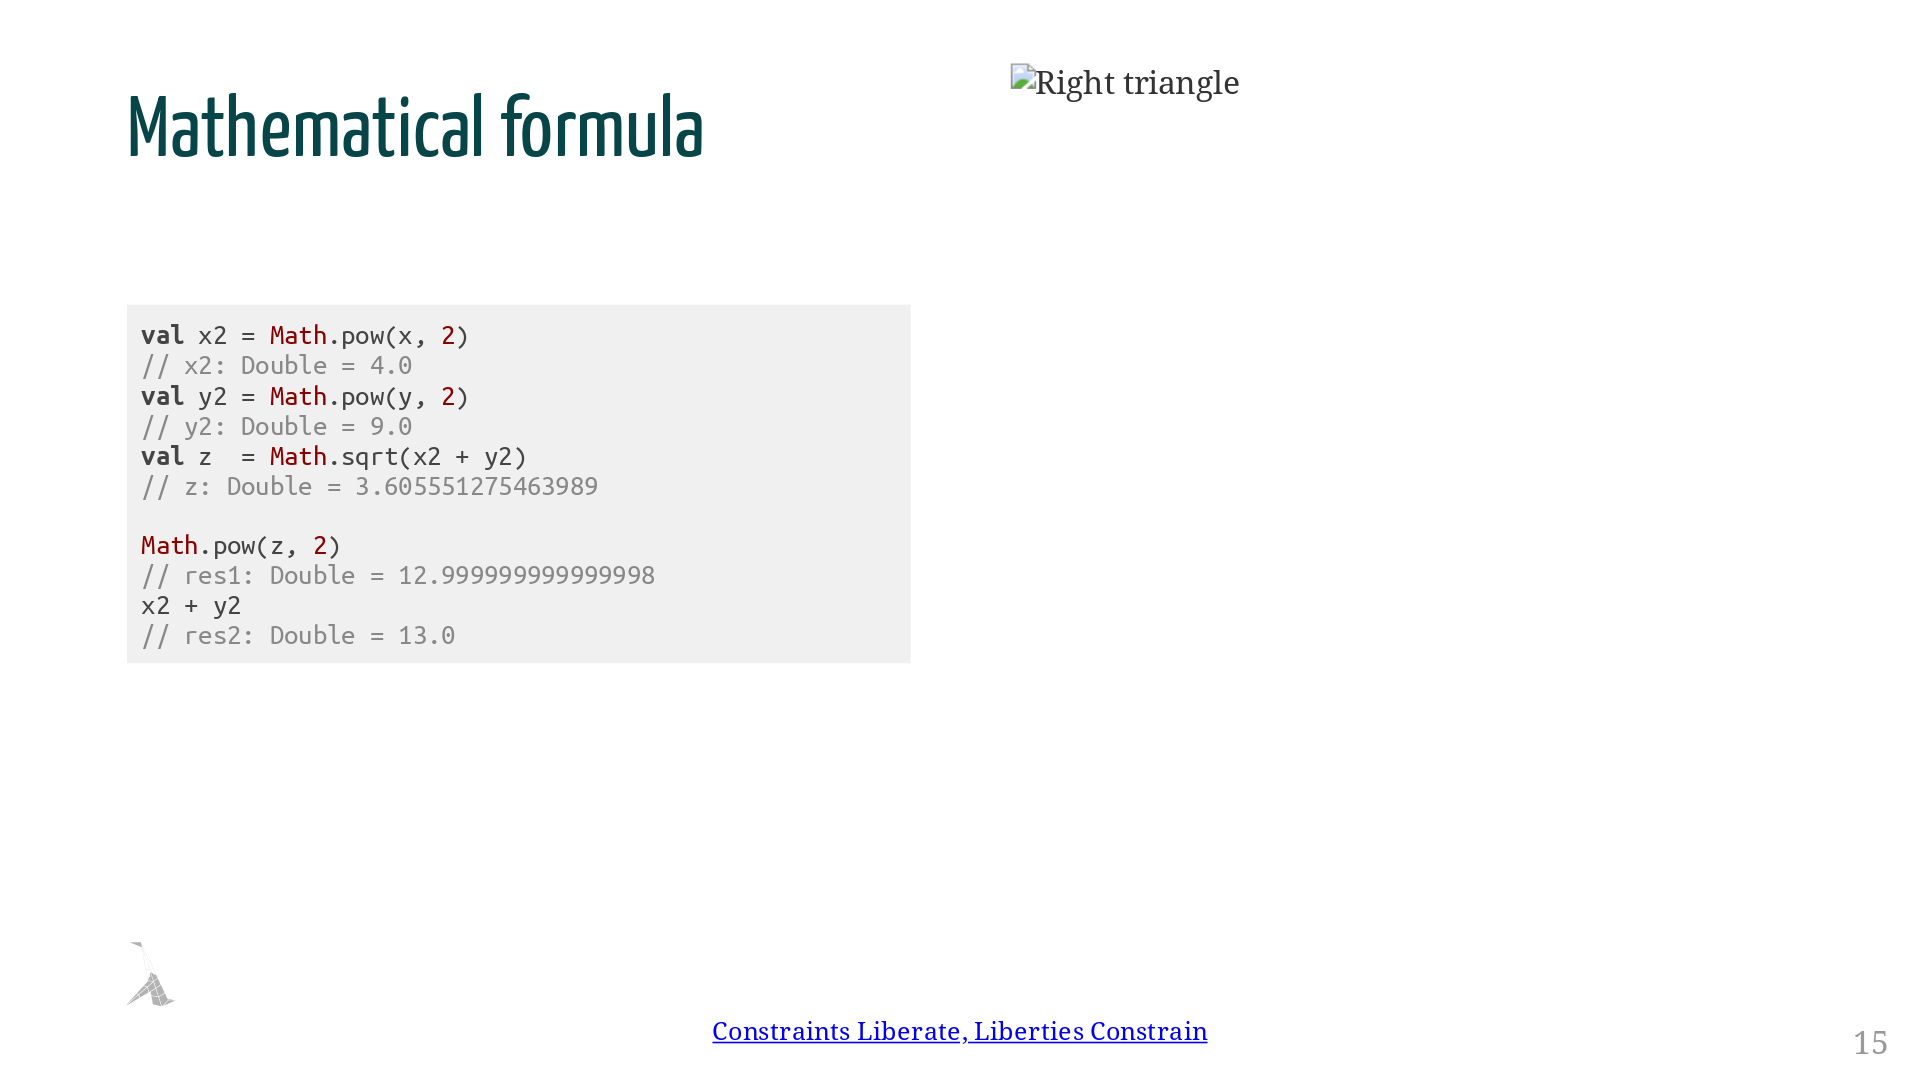 Mathematical formula
Right triangle
val x2 = Math.pow(x, 2)
// x2: Double = 4.0
val y2 = Math.pow(y, 2)
// y2: Double = 9.0
val z  = Math.sqrt(x2 + y2)
// z: Double = 3.605551275463989

Math.pow(z, 2)
// res1: Double = 12.999999999999998
x2 + y2
// res2: Double = 13.0
Constraints Liberate, Liberties Constrain
15